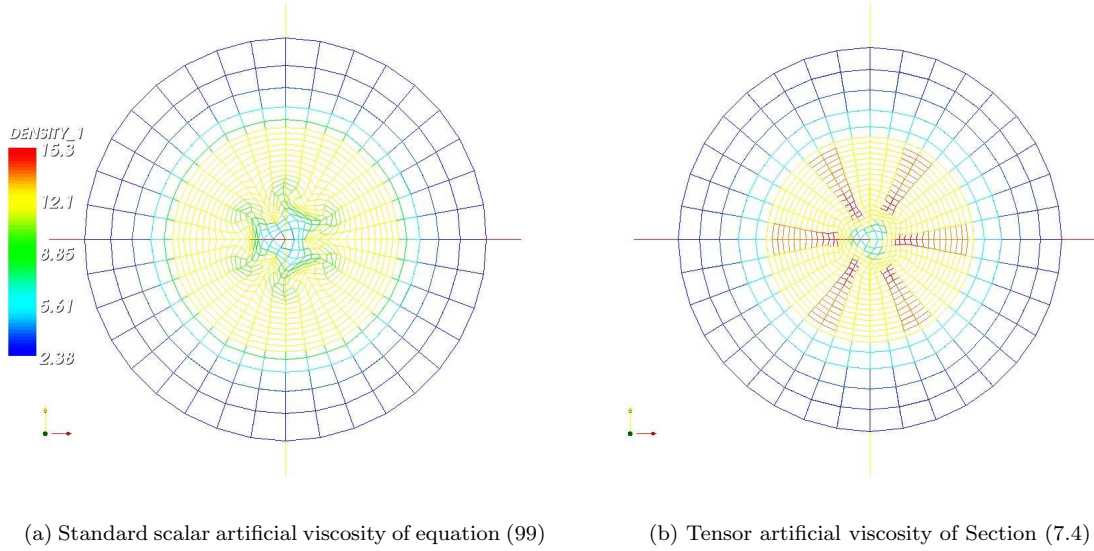 DENSITY_1
15.3
12.1
8.85
5.61
2.38
(a) Standard scalar artificial viscosity of equation (99)
(b) Tensor artificial viscosity of Section (7.4)